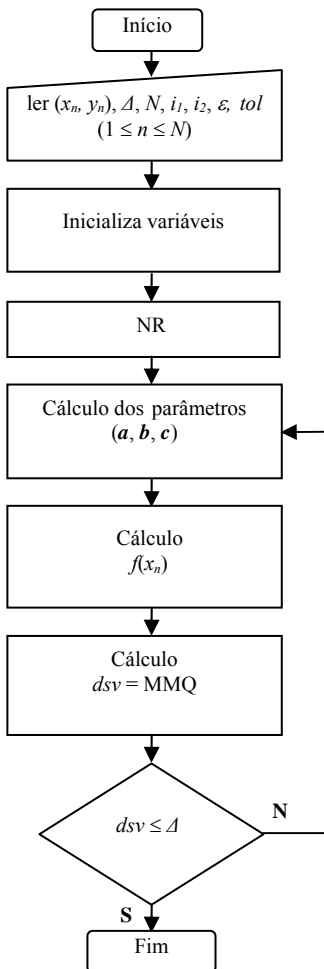 Início
ler (xₙ, yₙ), Δ, N, i₁, i₂, ε, tol
(1 ≤ n ≤ N)
Inicializa variáveis
NR
Cálculo dos parâmetros
(a, b, c)
Cálculo
f(xₙ)
Cálculo
dsv = MMQ
dsv ≤ Δ
N
S
Fim